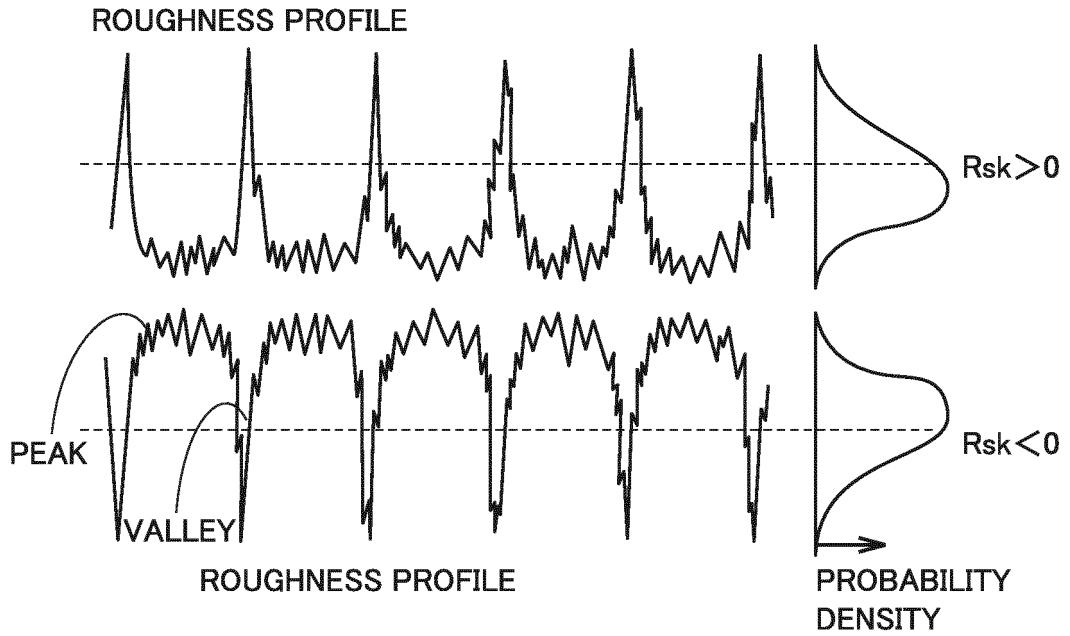 ROUGHNESS PROFILE
Rsk>0
PEAK
Rsk<0
VALLEY
ROUGHNESS PROFILE
PROBABILITY
DENSITY